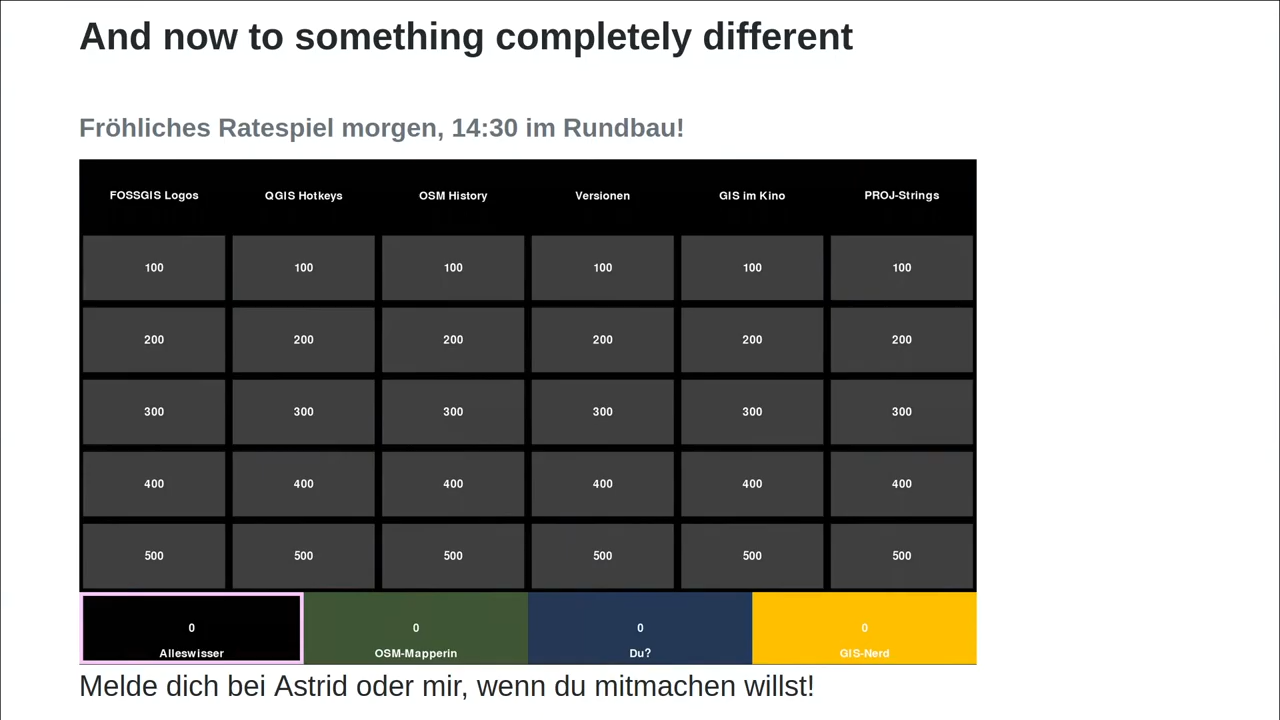 And now to something completely different
Fröhliches Ratespiel morgen, 14:30 im Rundbau!
FOSSGIS Logos QGIS Hotkeys OSM History Versionen GIS im Kino PROJ-Strings
100 100 100 100 100 100
200 200 200 200 200 200
300 300 300 300 300 300
400 400 400 400 400 400
500 500 500 500 500 500
0 0 0 0
Alleswisser OSM-Mapperin Du? GIS-Nerd
Melde dich bei Astrid oder mir, wenn du mitmachen willst!